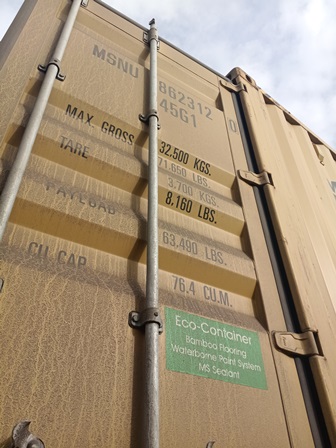 MSNU 862312 0
45G1
MAX. GROSS 32,500 KGS.
71,650 LBS.
TARE 3,700 KGS.
8,160 LBS.
PAYLOAD
63,490 LBS.
CU.CAP. 76.4 CU.M.
Eco-Container
Bamboo Flooring
Waterborne Paint System
MS Sealant